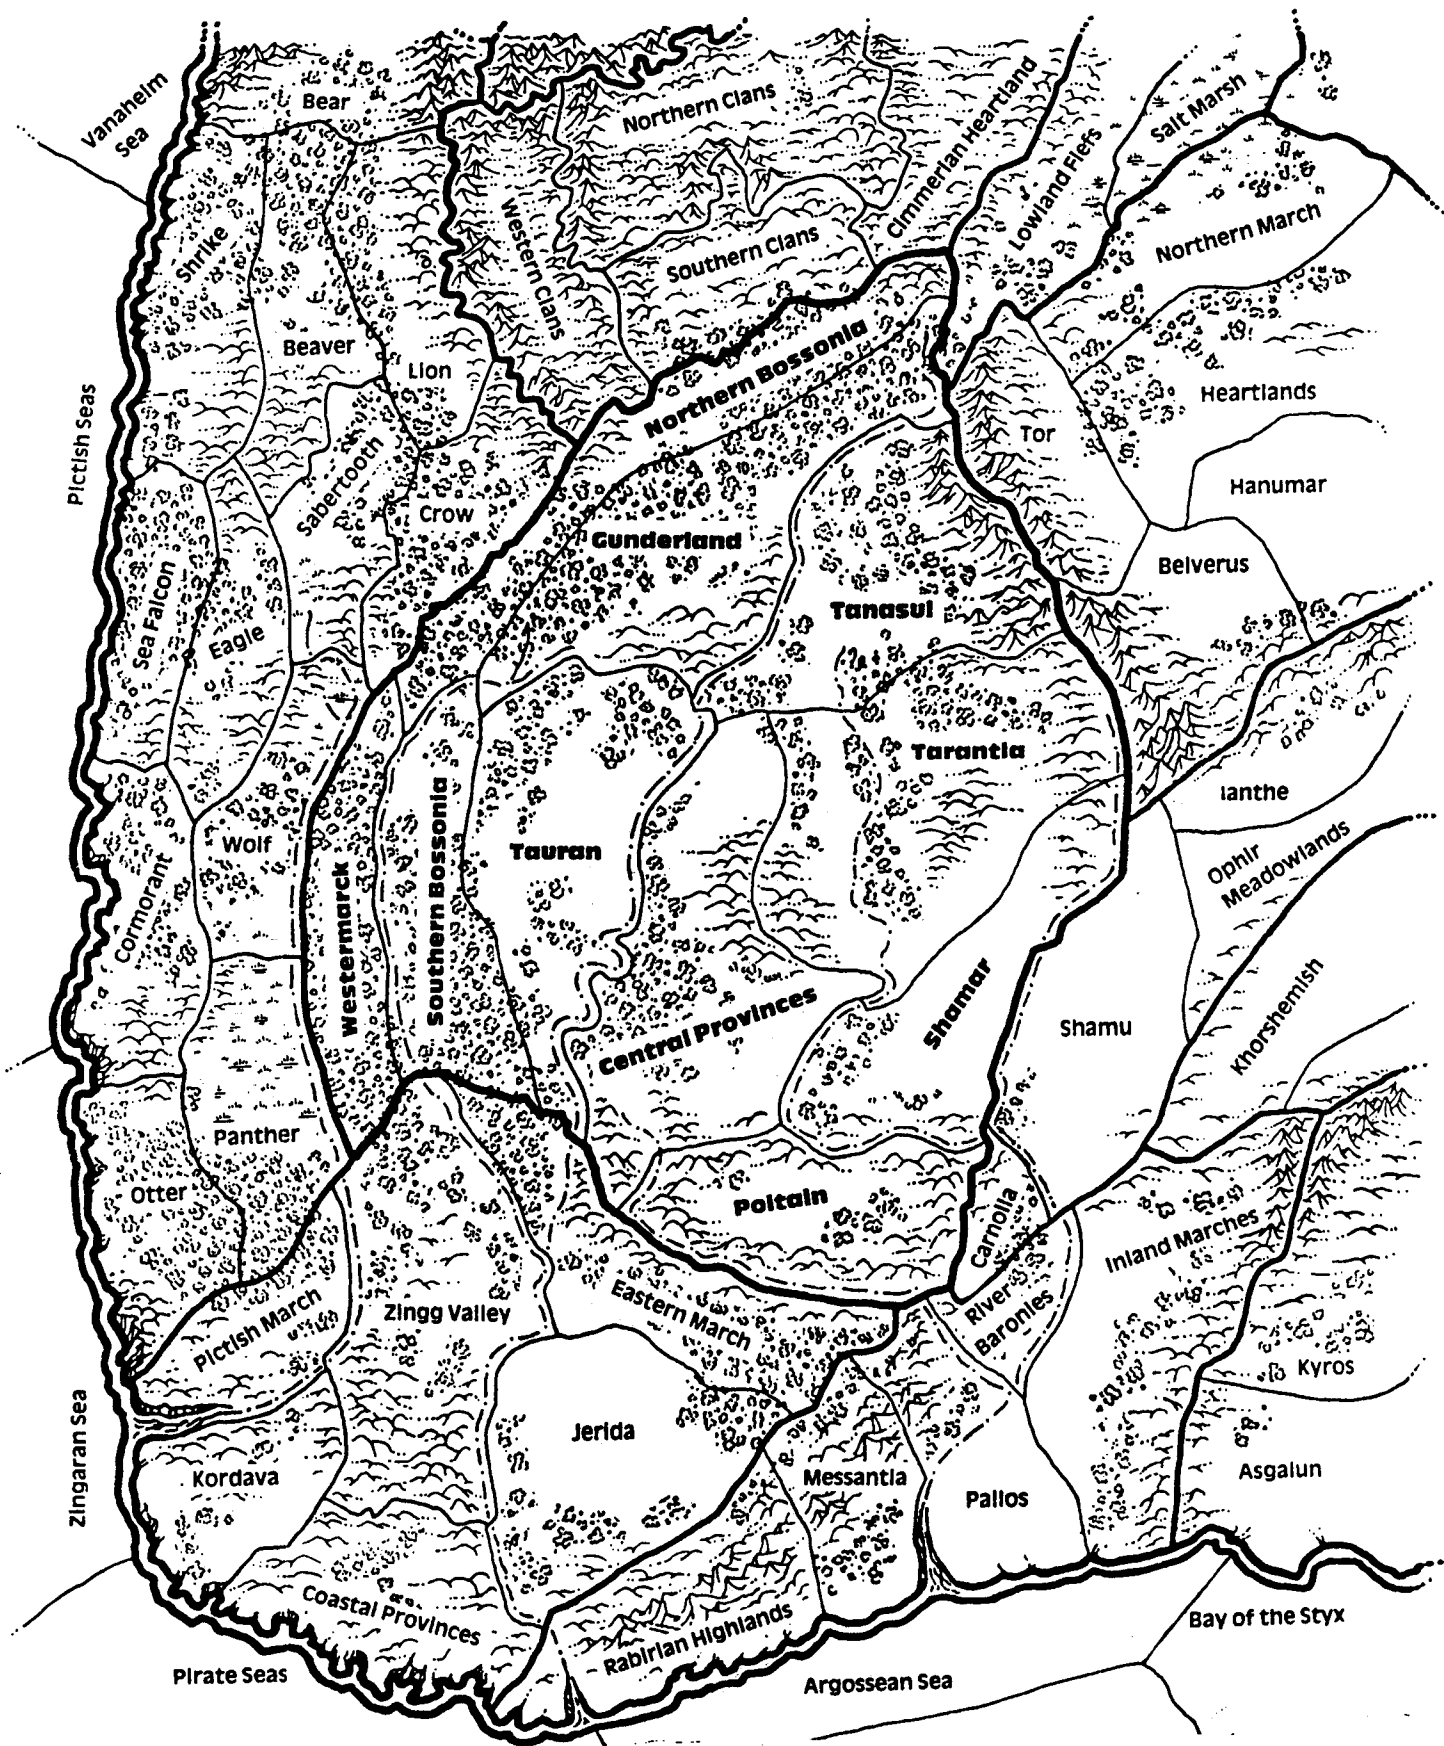 Vanaheim
Sea
Bear
Northern Clans
Cimmerian Heartland
Salt Marsh
Lowland Fiefs
Northern March
Shrike
Western Clans
Southern Clans
Beaver
Lion
Northern Bossonia
Heartlands
Pictish Seas
Sabertooth
Tor
Hanumar
Crow
Gunderland
Belverus
Sea Falcon
Eagle
Tanasul
Tarantia
Ianthe
Wolf
Westermarck
Southern Bossonia
Tauran
Ophir
Meadowlands
Cormorant
Central Provinces
Shamar
Shamu
Khorshemish
Panther
Otter
Poitain
Carnolla
Inland Marches
Pictish March
Zingg Valley
Eastern March
River
Baronies
Kyros
Zingaran Sea
Jerida
Kordava
Messantia
Pallos
Asgalun
Coastal Provinces
Rabirian Highlands
Bay of the Styx
Pirate Seas
Argossean Sea